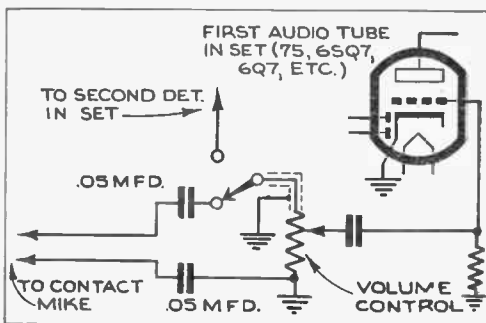 FIRST AUDIO TUBE
IN SET (75, 6SQ7,
6Q7, ETC.)
TO SECOND DET.
IN SET
.05 MFD.
TO CONTACT
MIKE
.05 MFD.
VOLUME
CONTROL